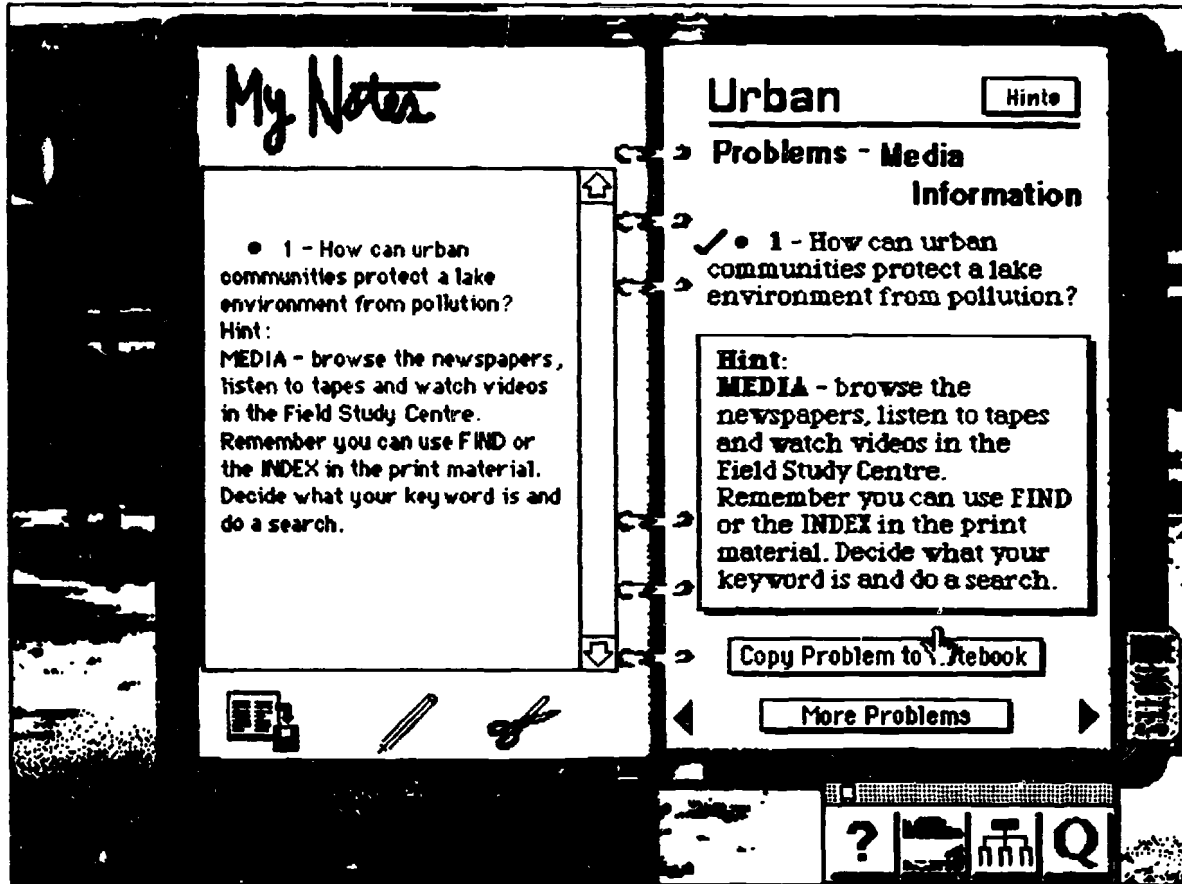 My Notes
● 1 - How can urban
communities protect a lake
environment from pollution?
Hint:
MEDIA - browse the newspapers,
listen to tapes and watch videos
in the Field Study Centre.
Remember you can use FIND or
the INDEX in the print material.
Decide what your key word is and
do a search.
Urban
Hints
Problems - Media
Information
✓ ● 1 - How can urban
communities protect a lake
environment from pollution?
Hint:
MEDIA - browse the
newspapers, listen to tapes
and watch videos in the
Field Study Centre.
Remember you can use FIND
or the INDEX in the print
material. Decide what your
keyword is and do a search.
Copy Problem to
More Problems
?
Q